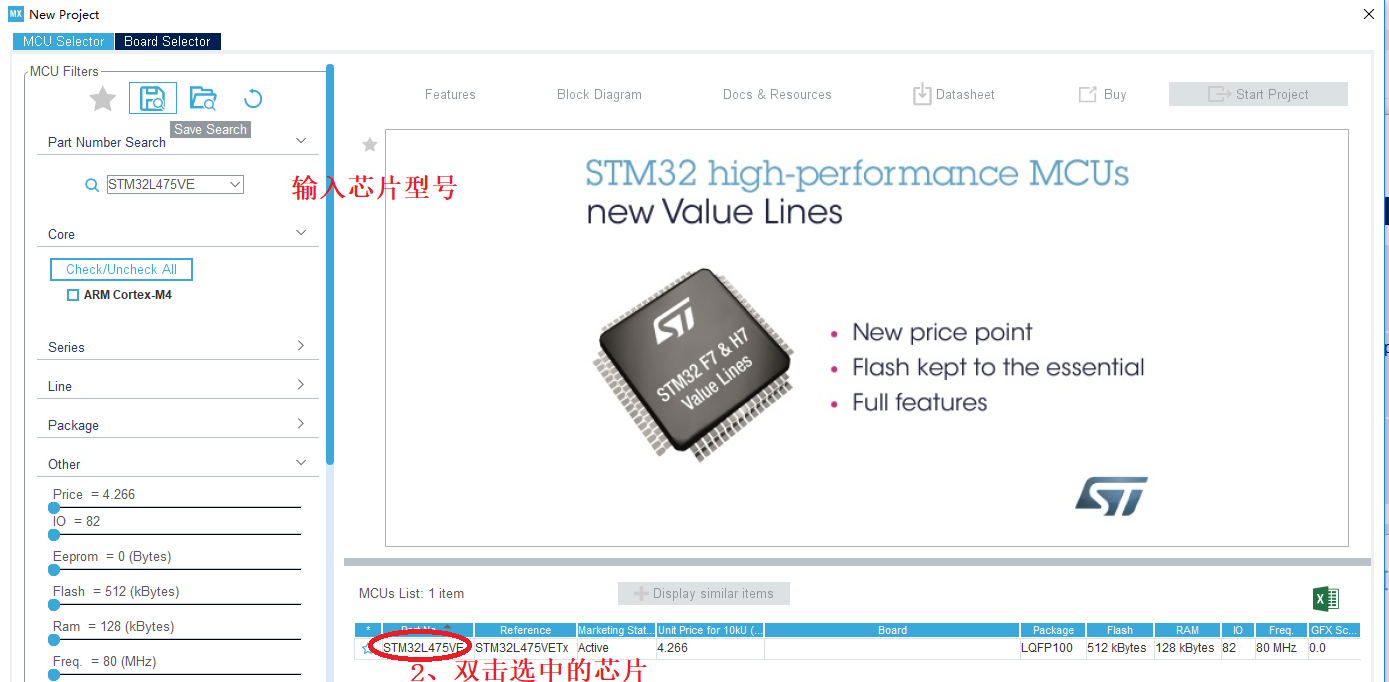 MX New Project
MCU Selector Board Selector
MCU Filters
Save Search
Part Number Search
STM32L475VE
输入芯片型号
Core
Check/Uncheck All
ARM Cortex-M4
Series
Line
Package
Other
Price = 4.266
IO = 82
Eeprom = 0 (Bytes)
Flash = 512 (kBytes)
Ram = 128 (kBytes)
Freq. = 80 (MHz)
Features Block Diagram Docs & Resources Datasheet Buy Start Project
STM32 high-performance MCUs
new Value Lines
ST
STM32 F7 & H7
Value Lines
New price point
Flash kept to the essential
Full features
ST
MCUs List: 1 item Display similar items
* Part No Reference Marketing Stat... Unit Price for 10kU (... Board Package Flash RAM IO Freq. GFX Sc...
STM32L475VE STM32L475VETx Active 4.266 LQFP100 512 kBytes 128 kBytes 82 80 MHz 0.0
2、双击选中的芯片